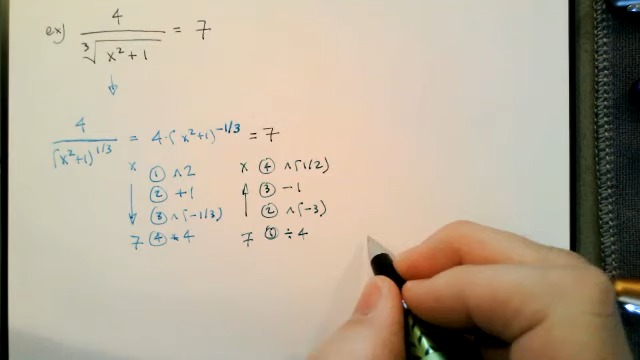 ex) 4 / ∛(x²+1) = 7
↓
4 / (x²+1)^1/3 = 4·(x²+1)^-1/3 = 7
x ① ^2 x ④ ^(1/2)
② +1 ③ -1
③ ^(-1/3) ② ^(-3)
7 ④ * 4 7 ① ÷4